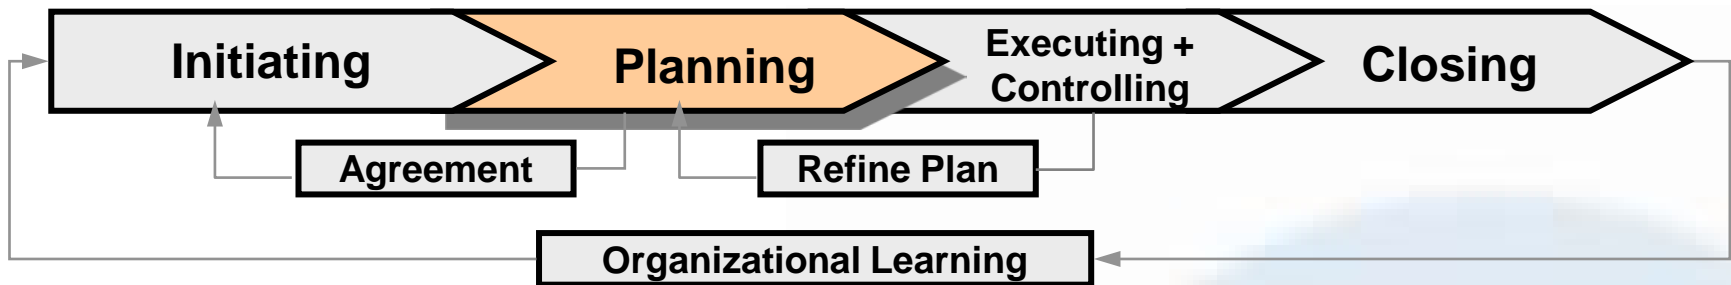 Initiating
Planning
Executing +
Controlling
Closing
Agreement
Refine Plan
Organizational Learning